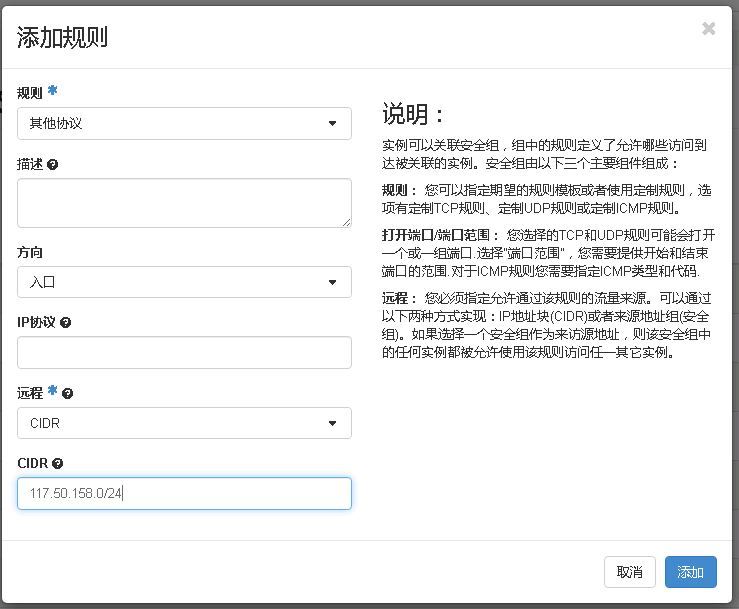 添加规则
×
规则 *
其他协议
描述
方向
入口
IP协议
远程 *
CIDR
CIDR
117.50.158.0/24
说明：
实例可以关联安全组，组中的规则定义了允许哪些访问到
达被关联的实例。安全组由以下三个主要组件组成：
规则： 您可以指定期望的规则模板或者使用定制规则，选
项有定制TCP规则、定制UDP规则或定制ICMP规则。
打开端口/端口范围： 您选择的TCP和UDP规则可能会打开
一个或一组端口.选择"端口范围"，您需要提供开始和结束
端口的范围.对于ICMP规则您需要指定ICMP类型和代码.
远程： 您必须指定允许通过该规则的流量来源。可以通过
以下两种方式实现：IP地址块(CIDR)或者来源地址组(安全
组)。如果选择一个安全组作为来访源地址，则该安全组中
的任何实例都被允许使用该规则访问任一其它实例。
取消
添加